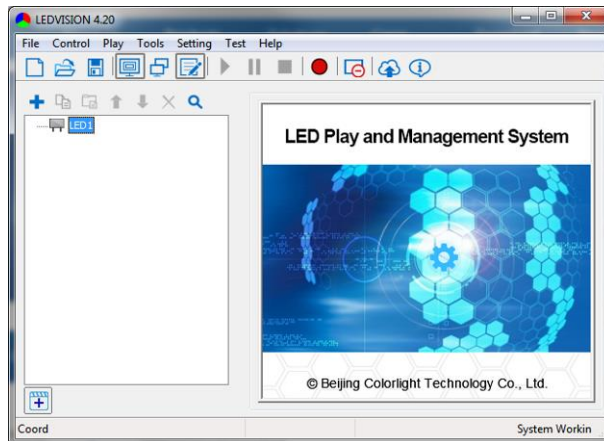 LEDVISION 4.20
File Control Play Tools Setting Test Help
LED1
LED Play and Management System
© Beijing Colorlight Technology Co., Ltd.
Coord System Workin